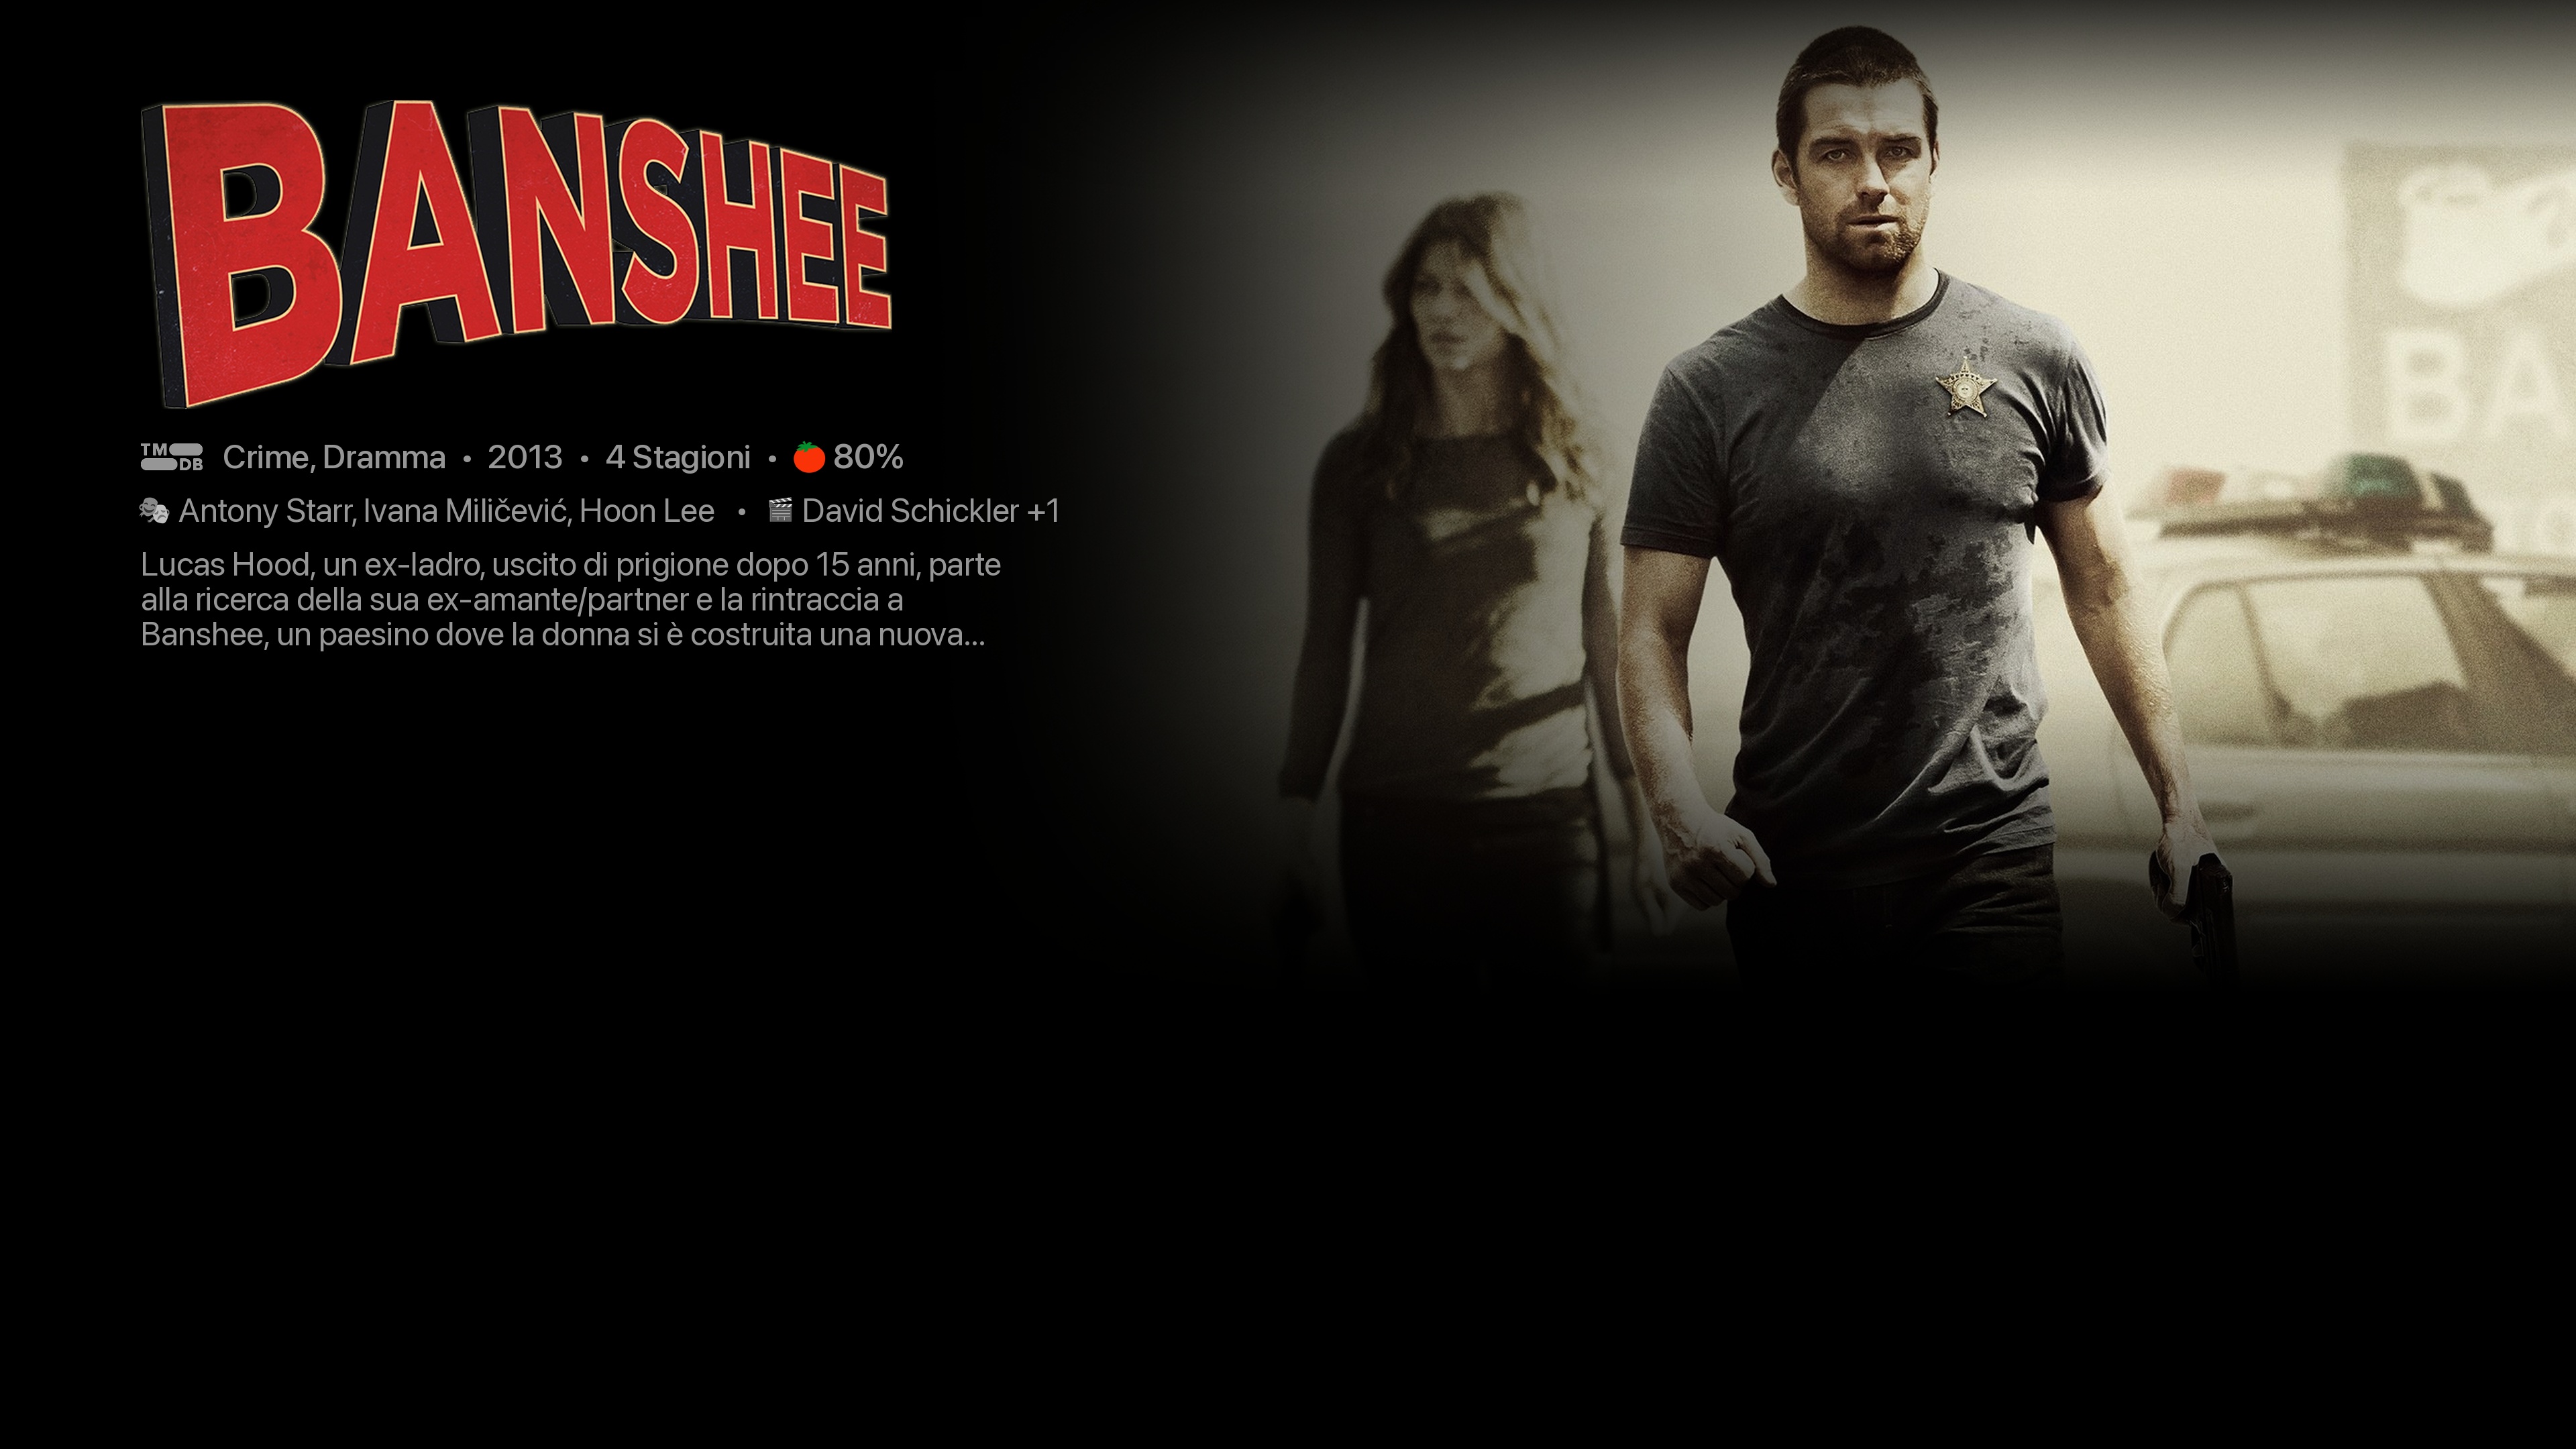 BANSHEE
TMDB Crime, Dramma • 2013 • 4 Stagioni • 80%
Antony Starr, Ivana Miličević, Hoon Lee • David Schickler +1
Lucas Hood, un ex-ladro, uscito di prigione dopo 15 anni, parte
alla ricerca della sua ex-amante/partner e la rintraccia a
Banshee, un paesino dove la donna si è costruita una nuova...
BA